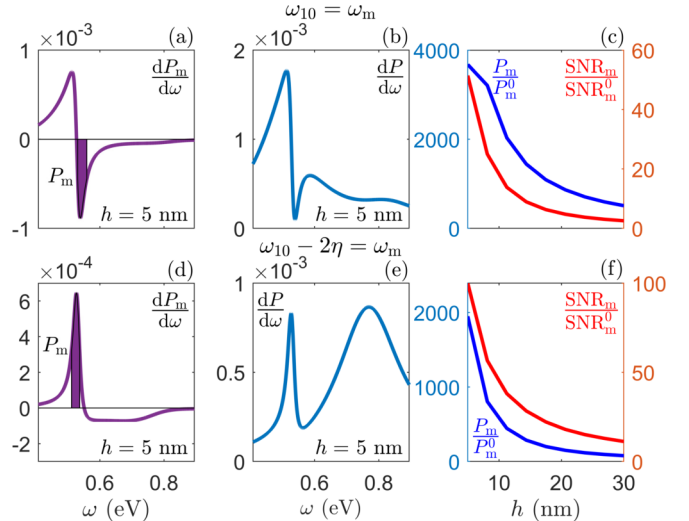 ω₁₀ = ωₘ
×10⁻³ (a)
dPₘ/dω
Pₘ
h = 5 nm
1
0
-1
×10⁻³ (b)
dP/dω
h = 5 nm
2
1
0
(c)
Pₘ/Pₘ⁰
SNRₘ/SNRₘ⁰
4000
2000
0
60
40
20
0
ω₁₀ − 2η = ωₘ
×10⁻⁴ (d)
dPₘ/dω
Pₘ
h = 5 nm
6
4
2
0
-2
0.6 0.8
ω (eV)
×10⁻³ (e)
dP/dω
h = 5 nm
1
0.5
0
0.6 0.8
ω (eV)
(f)
SNRₘ/SNRₘ⁰
Pₘ/Pₘ⁰
2000
1000
0
100
50
0
10 20 30
h (nm)